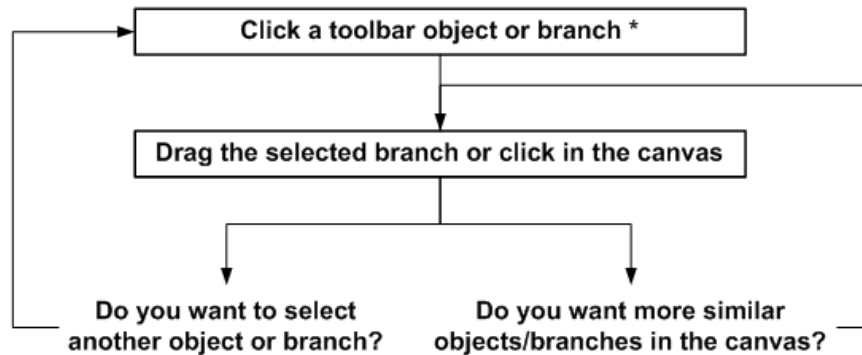 Click a toolbar object or branch *
Drag the selected branch or click in the canvas
Do you want to select
another object or branch?
Do you want more similar
objects/branches in the canvas?